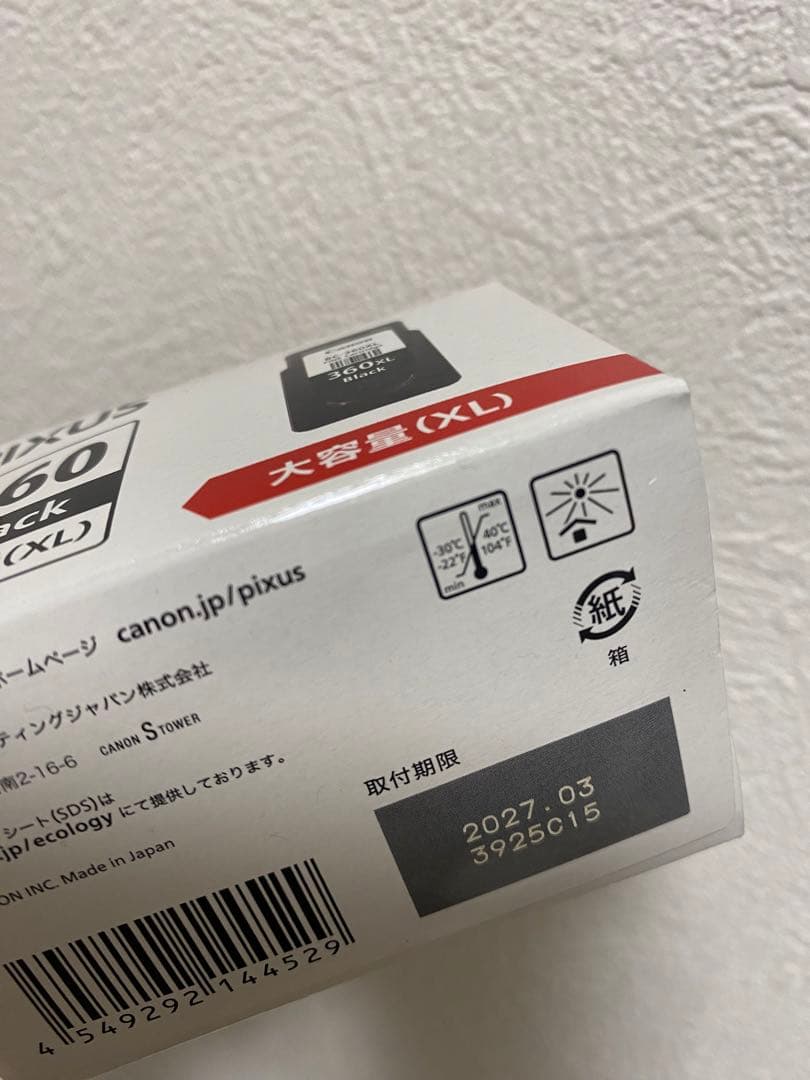 Canon
BC-360XL
360XL
Black
PIXUS
60
ack
(XL)
大容量(XL)
max
-30℃
-22°F
40℃
104°F
min
紙
箱
ホームページ canon.jp/pixus
ティングジャパン株式会社
南2-16-6 CANON S TOWER
シート(SDS)は
jp/ecology にて提供しております。
ON INC. Made in Japan
取付期限
2027.03
3925C15
4 549292 144529